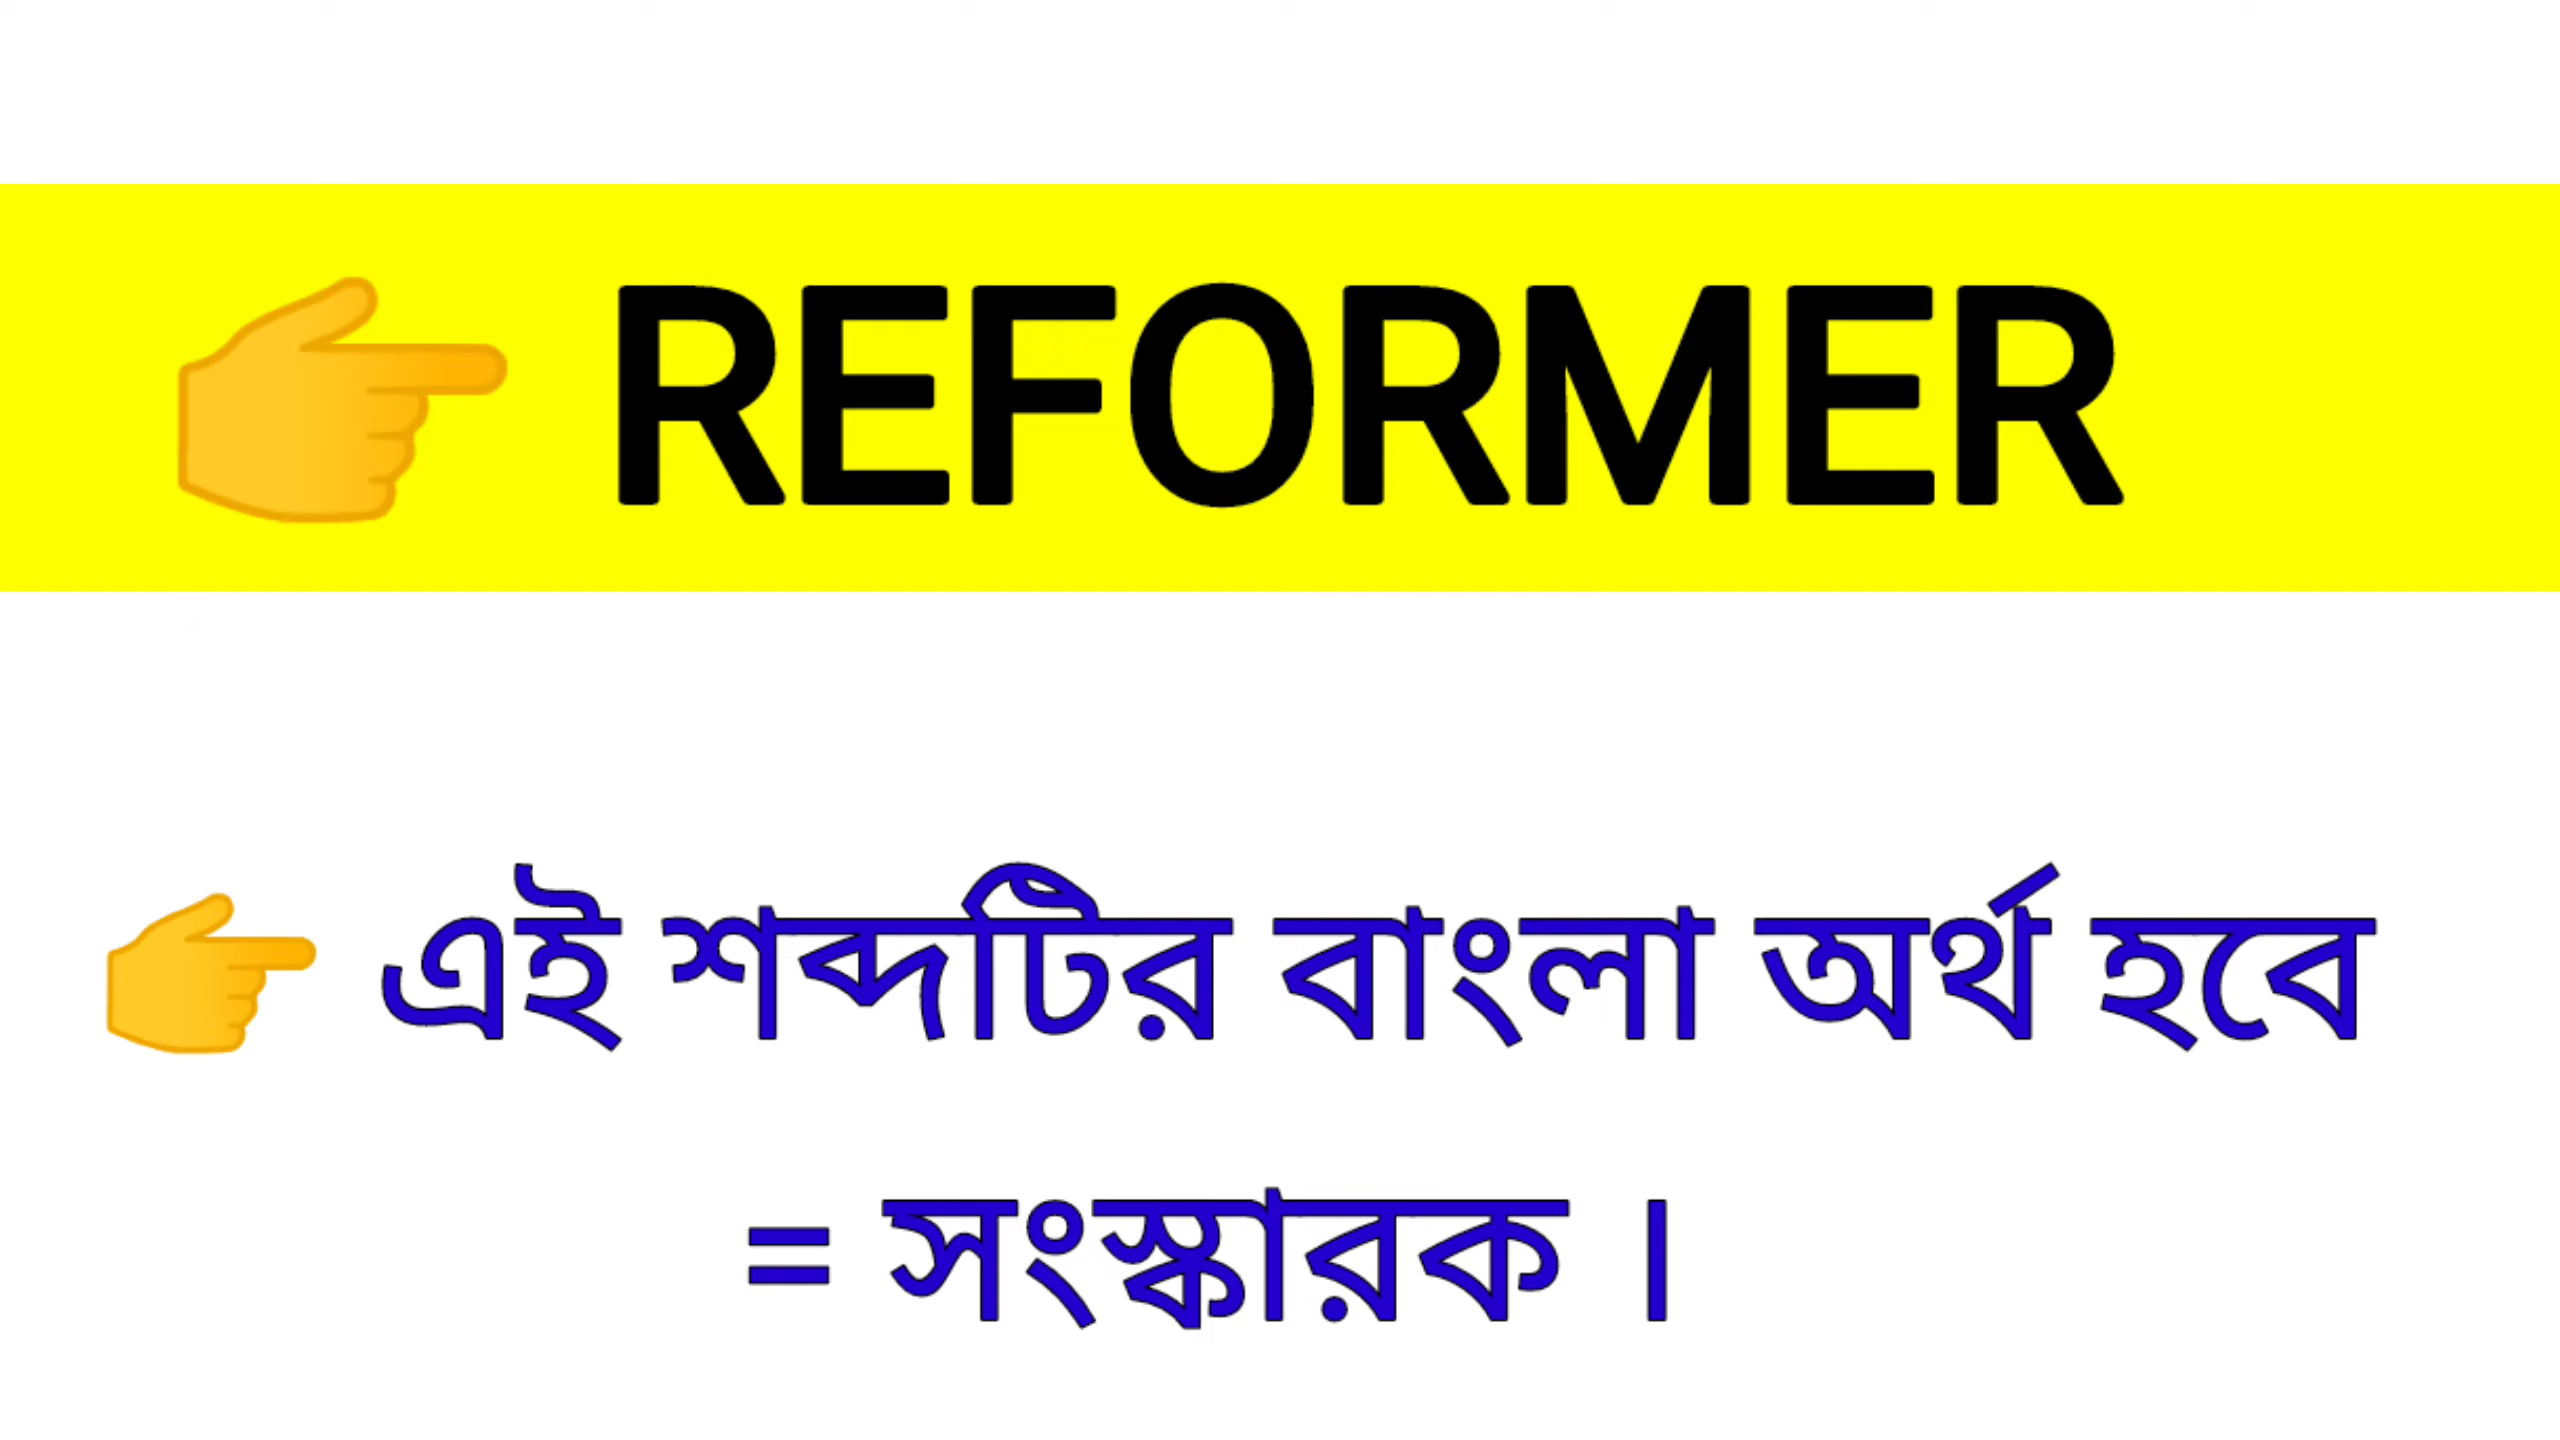 👉 REFORMER
👉 এই শব্দটির বাংলা অর্থ হবে
= সংস্কারক ।